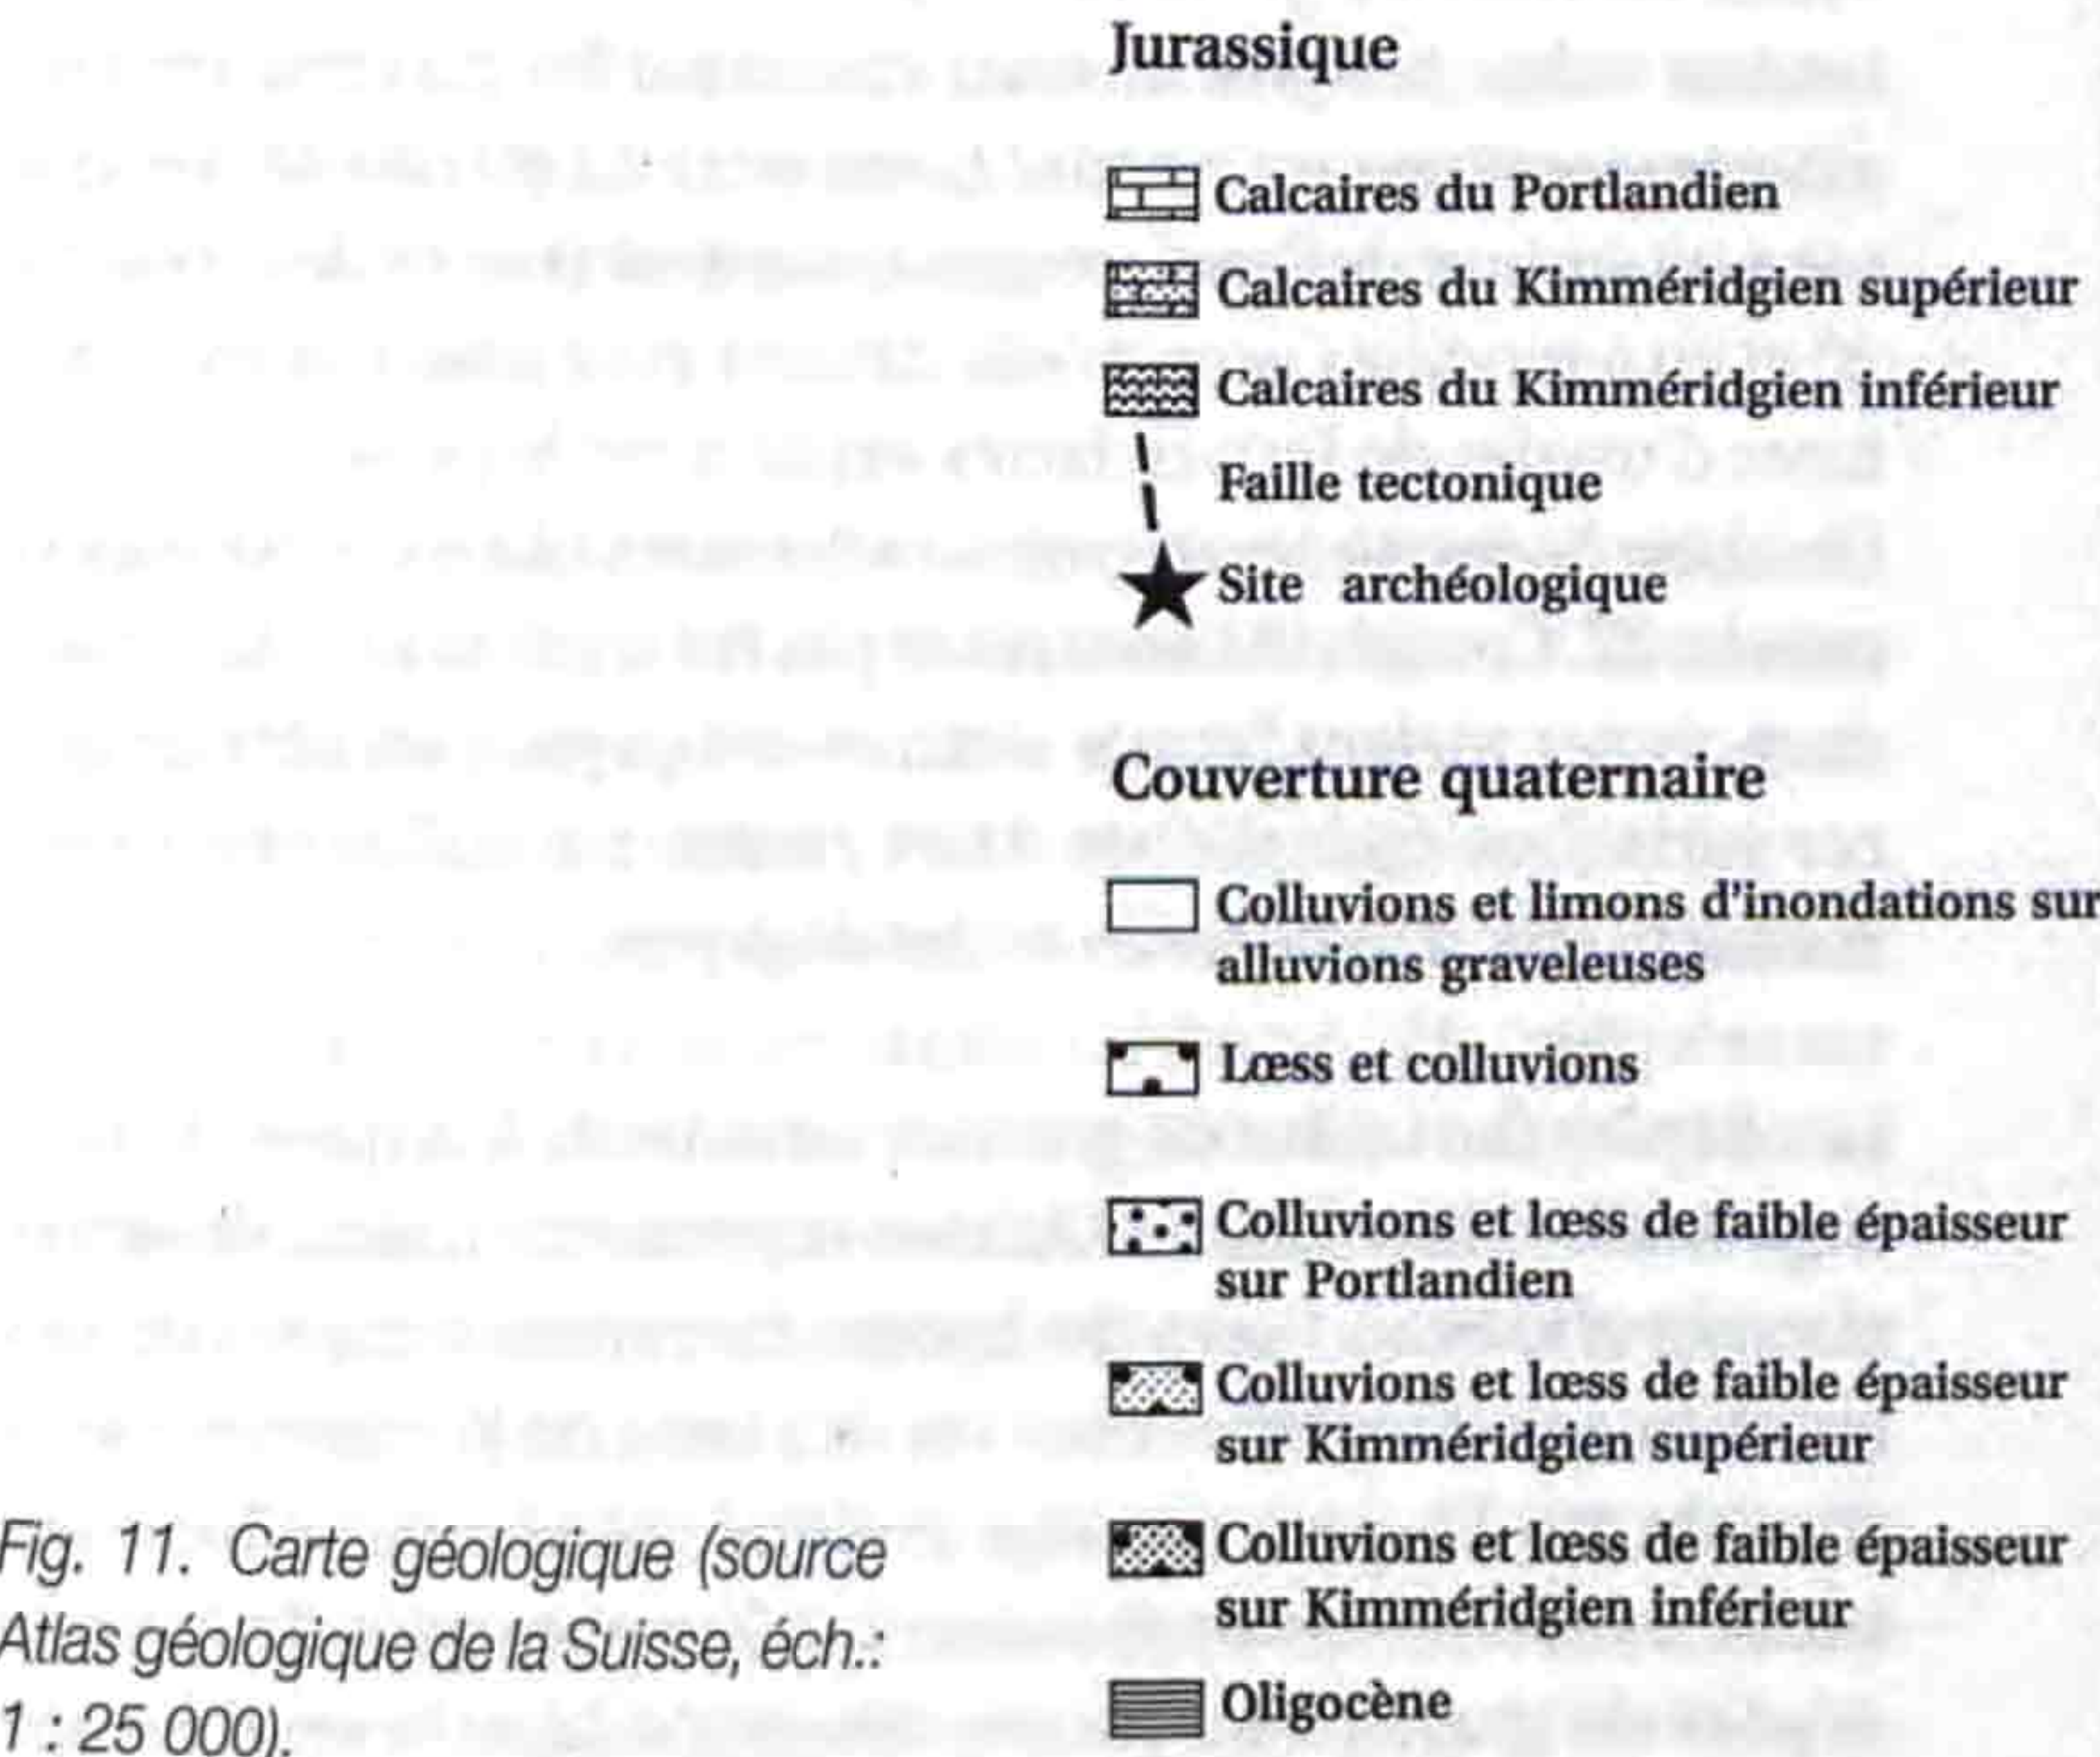 Jurassique
Calcaires du Portlandien
Calcaires du Kimméridgien supérieur
Calcaires du Kimméridgien inférieur
Faille tectonique
Site archéologique
Couverture quaternaire
Colluvions et limons d'inondations sur
alluvions graveleuses
Lœss et colluvions
Colluvions et lœss de faible épaisseur
sur Portlandien
Colluvions et lœss de faible épaisseur
sur Kimméridgien supérieur
Colluvions et lœss de faible épaisseur
sur Kimméridgien inférieur
Oligocène
Fig. 11. Carte géologique (source
Atlas géologique de la Suisse, éch.:
1 : 25 000).